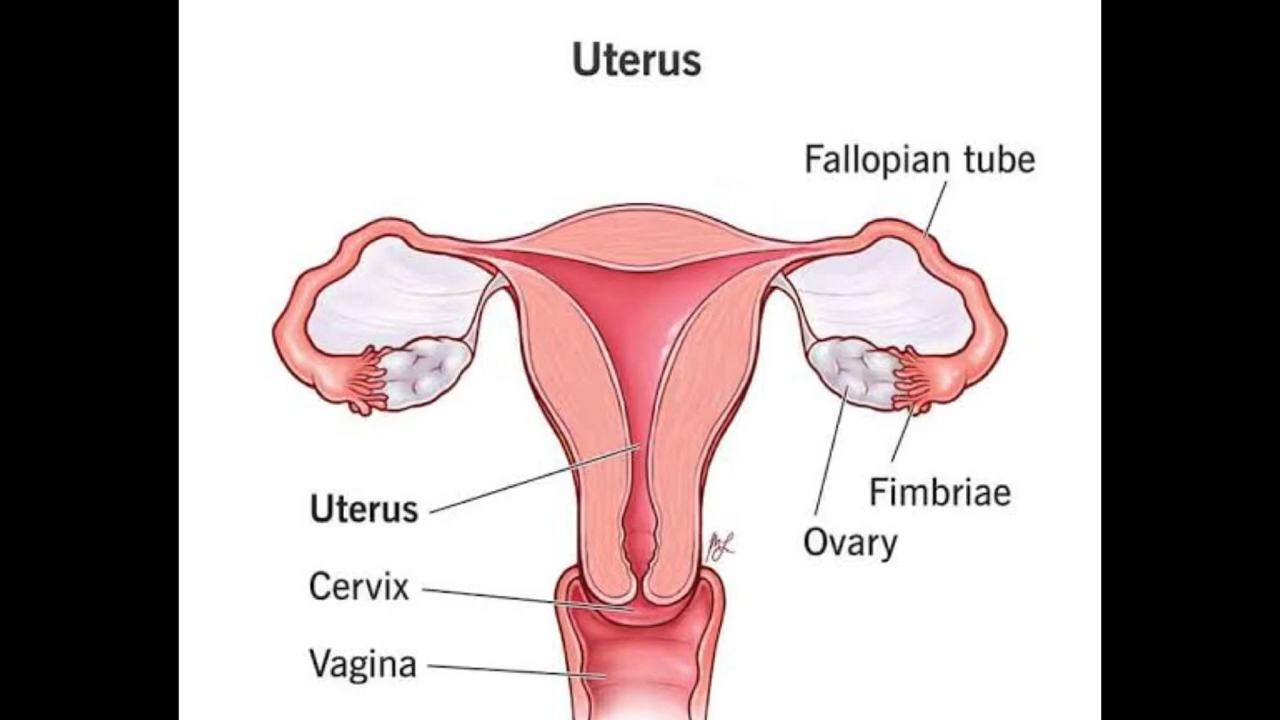 Uterus
Fallopian tube
Fimbriae
Uterus
Ovary
Cervix
Vagina